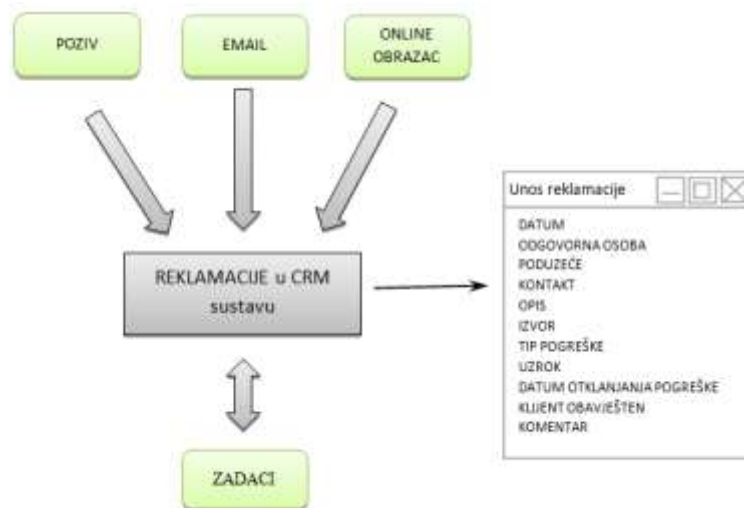 POZIV
EMAIL
ONLINE
OBRAZAC
REKLAMACIJE u CRM
sustavu
ZADACI
Unos reklamacije
DATUM
ODGOVORNA OSOBA
PODUZEĆE
KONTAKT
OPIS
IZVOR
TIP POGREŠKE
UZROK
DATUM OTKLANJANJA POGREŠKE
KLIJENT OBAVJEŠTEN
KOMENTAR